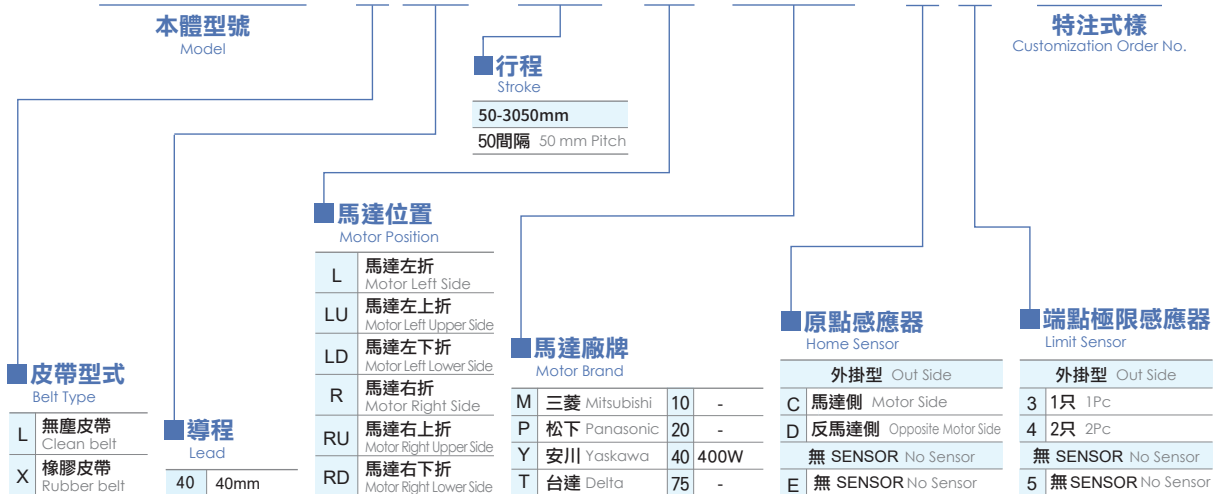 本體型號
Model
特注式樣
Customization Order No.
行程
Stroke
50-3050mm
50間隔 50 mm Pitch
馬達位置
Motor Position
L 馬達左折
Motor Left Side
LU 馬達左上折
Motor Left Upper Side
LD 馬達左下折
Motor Left Lower Side
R 馬達右折
Motor Right Side
RU 馬達右上折
Motor Right Upper Side
RD 馬達右下折
Motor Right Lower Side
皮帶型式
Belt Type
L 無塵皮帶
Clean belt
X 橡膠皮帶
Rubber belt
導程
Lead
40 40mm
馬達廠牌
Motor Brand
M 三菱 Mitsubishi 10 -
P 松下 Panasonic 20 -
Y 安川 Yaskawa 40 400W
T 台達 Delta 75 -
原點感應器
Home Sensor
外掛型 Out Side
C 馬達側 Motor Side
D 反馬達側 Opposite Motor Side
無 SENSOR No Sensor
E 無 SENSOR No Sensor
端點極限感應器
Limit Sensor
外掛型 Out Side
3 1只 1Pc
4 2只 2Pc
無 SENSOR No Sensor
5 無SENSOR No Sensor